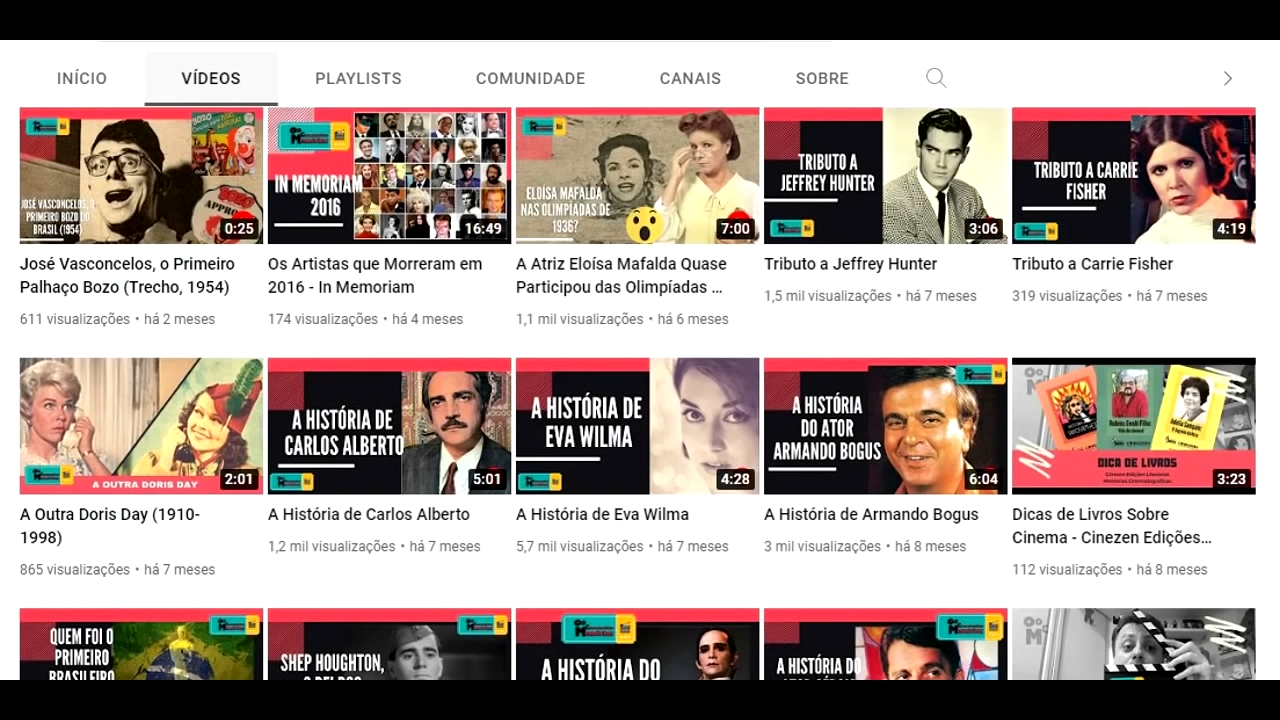 INÍCIO
VÍDEOS
PLAYLISTS
COMUNIDADE
CANAIS
SOBRE
JOSÉ VASCONCELOS, O
PRIMEIRO BOZO DO
BRASIL (1954)
0:25
IN MEMORIAM
2016
16:49
ELOÍSA MAFALDA
NAS OLIMPÍADAS DE
1936?
7:00
TRIBUTO A
JEFFREY HUNTER
3:06
TRIBUTO A CARRIE
FISHER
4:19
José Vasconcelos, o Primeiro
Palhaço Bozo (Trecho, 1954)
611 visualizações • há 2 meses
Os Artistas que Morreram em
2016 - In Memoriam
174 visualizações • há 4 meses
A Atriz Eloísa Mafalda Quase
Participou das Olimpíadas ...
1,1 mil visualizações • há 6 meses
Tributo a Jeffrey Hunter
1,5 mil visualizações • há 7 meses
Tributo a Carrie Fisher
319 visualizações • há 7 meses
A OUTRA DORIS DAY
2:01
A HISTÓRIA DE
CARLOS ALBERTO
5:01
A HISTÓRIA DE
EVA WILMA
4:28
A HISTÓRIA
DO ATOR
ARMANDO BOGUS
6:04
DICA DE LIVROS
Cinezen Edições Literárias
Memórias Cinematográficas
3:23
A Outra Doris Day (1910-
1998)
865 visualizações • há 7 meses
A História de Carlos Alberto
1,2 mil visualizações • há 7 meses
A História de Eva Wilma
5,7 mil visualizações • há 7 meses
A História de Armando Bogus
3 mil visualizações • há 8 meses
Dicas de Livros Sobre
Cinema - Cinezen Edições...
112 visualizações • há 8 meses
QUEM FOI O
PRIMEIRO
BRASILEIRO
SHEP HOUGHTON,
A HISTÓRIA DO
A HISTÓRIA DO